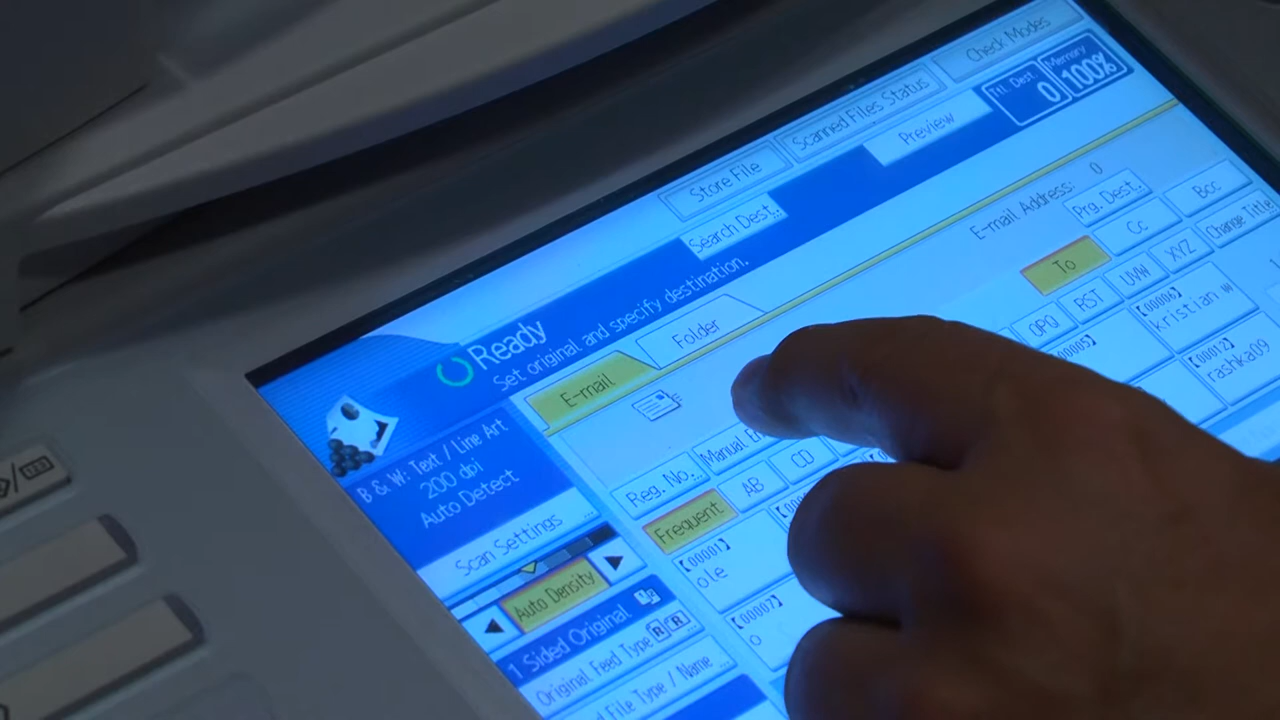 Check Modes
Scanned Files Status
Store File
Memory
100%
Ttl. Dest.
0
Preview
Search Dest.
Ready
Set original and specify destination.
E-mail
Folder
E-mail Address: 0
Prg. Dest.
To
Cc
Bcc
Reg. No.
Manual
Frequent
AB
CD
OPQ
RST
UVW
XYZ
Change Title
【00001】
ole
【00006】
kristian w
【00007】
o
【00012】
rashka09
B & W: Text / Line Art
200 dpi
Auto Detect
Scan Settings
Auto Density
1 Sided Original
Original Feed Type
File Type / Name